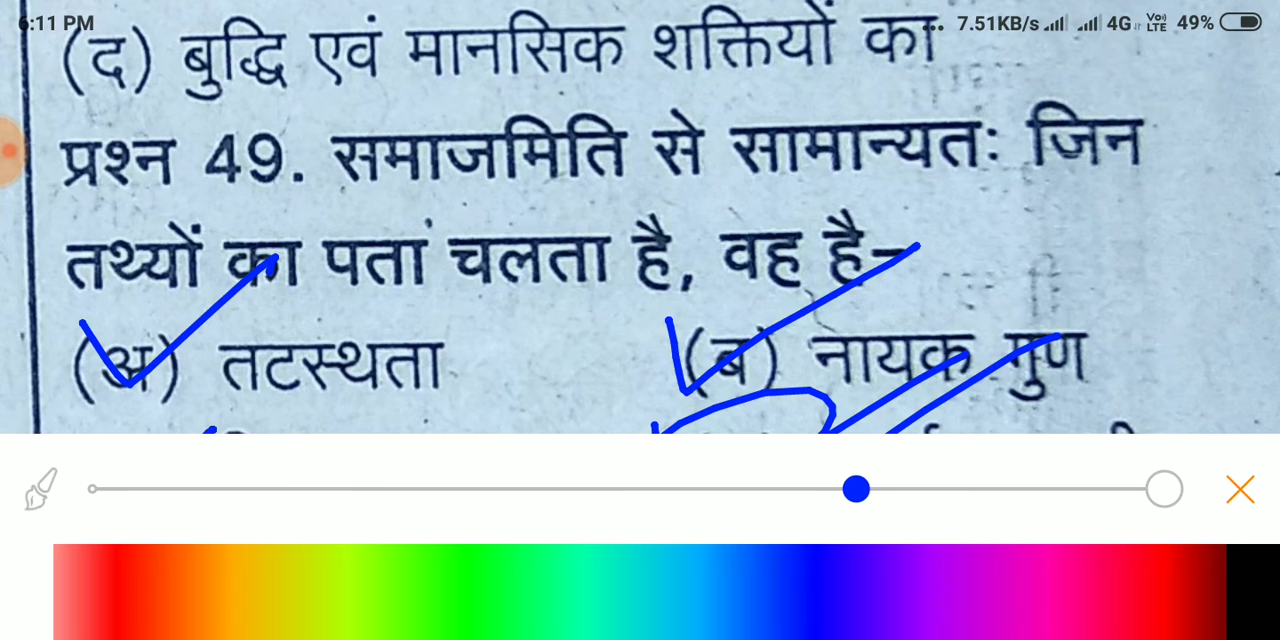 6:11 PM 7.51KB/s 4G VoLTE 49%
(द) बुद्धि एवं मानसिक शक्तियों का
प्रश्न 49. समाजमिति से सामान्यतः जिन
तथ्यों का पता चलता है, वह है–
(अ) तटस्थता (ब) नायक गुण